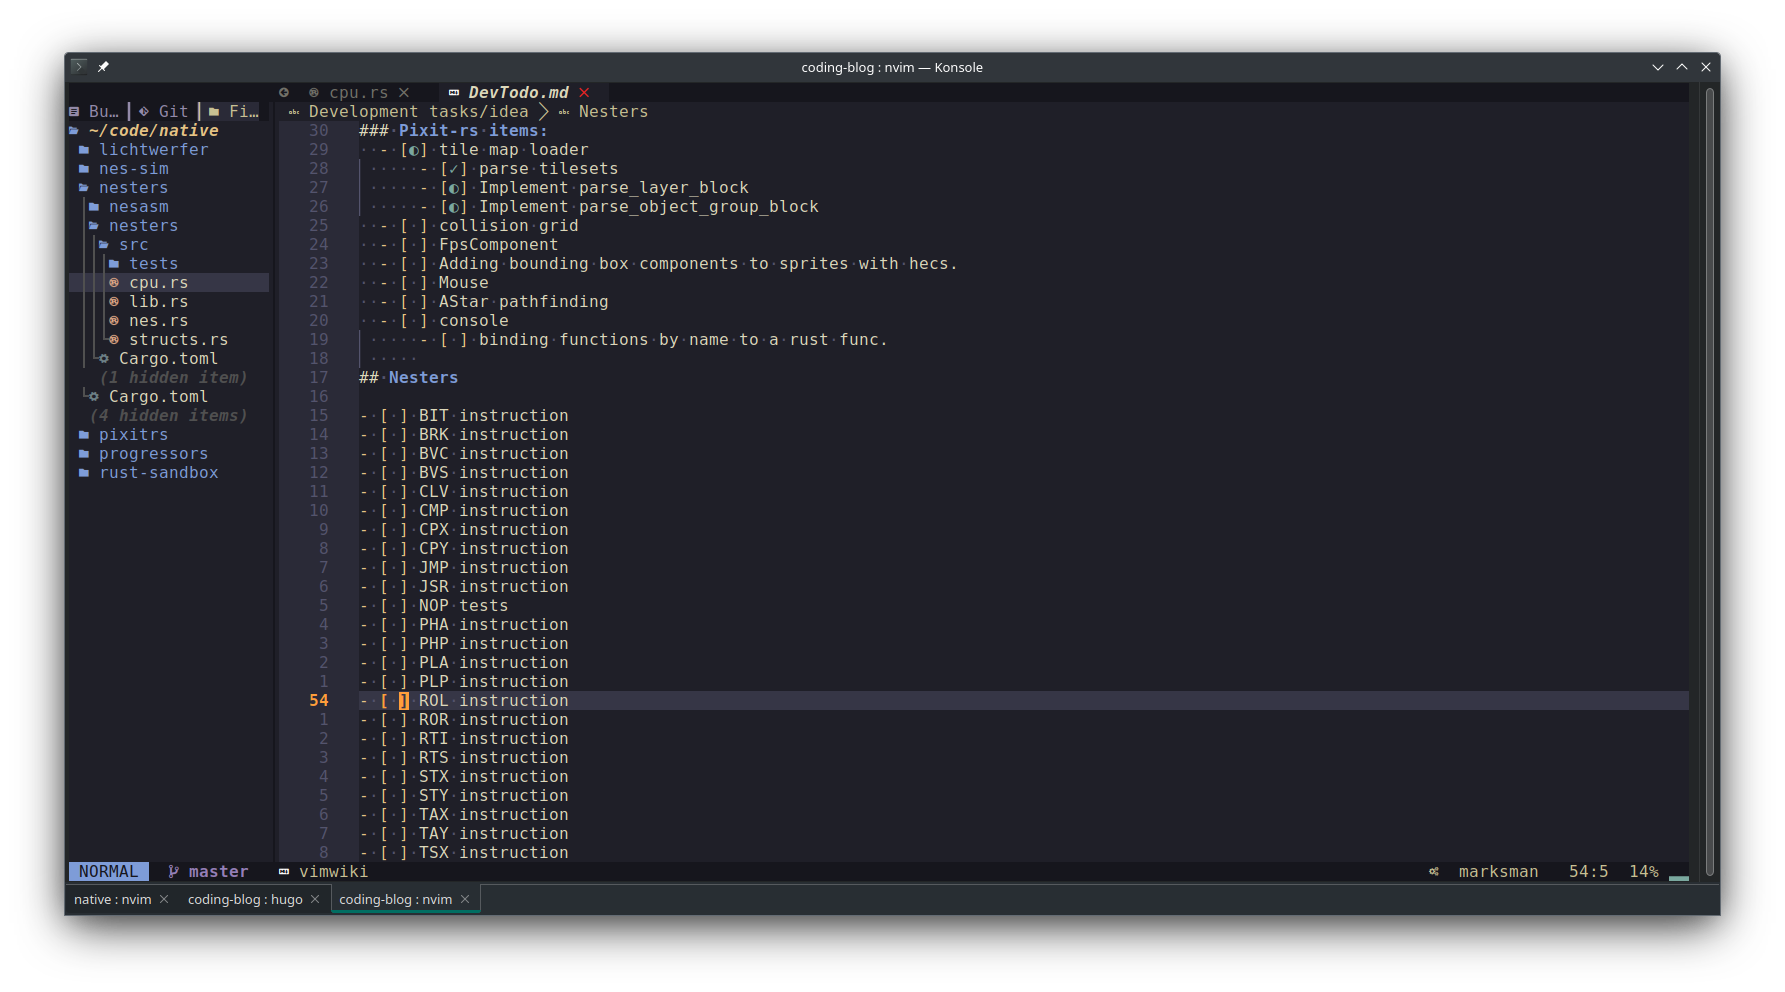 coding-blog : nvim — Konsole
cpu.rs
DevTodo.md
Bu… Git Fi…
Development tasks/idea Nesters
~/code/native
lichtwerfer
nes-sim
nesters
nesasm
nesters
src
tests
cpu.rs
lib.rs
nes.rs
structs.rs
Cargo.toml
(1 hidden item)
Cargo.toml
(4 hidden items)
pixitrs
progressors
rust-sandbox
30 ### Pixit-rs items:
29 - [◐] tile map loader
28 - [✓] parse tilesets
27 - [◐] Implement parse_layer_block
26 - [◐] Implement parse_object_group_block
25 - [ ] collision grid
24 - [ ] FpsComponent
23 - [ ] Adding bounding box components to sprites with hecs.
22 - [ ] Mouse
21 - [ ] AStar pathfinding
20 - [ ] console
19 - [ ] binding functions by name to a rust func.
18
17 ## Nesters
16
15 - [ ] BIT instruction
14 - [ ] BRK instruction
13 - [ ] BVC instruction
12 - [ ] BVS instruction
11 - [ ] CLV instruction
10 - [ ] CMP instruction
9 - [ ] CPX instruction
8 - [ ] CPY instruction
7 - [ ] JMP instruction
6 - [ ] JSR instruction
5 - [ ] NOP tests
4 - [ ] PHA instruction
3 - [ ] PHP instruction
2 - [ ] PLA instruction
1 - [ ] PLP instruction
54 - [ ] ROL instruction
1 - [ ] ROR instruction
2 - [ ] RTI instruction
3 - [ ] RTS instruction
4 - [ ] STX instruction
5 - [ ] STY instruction
6 - [ ] TAX instruction
7 - [ ] TAY instruction
8 - [ ] TSX instruction
NORMAL master vimwiki marksman 54:5 14%
native : nvim coding-blog : hugo coding-blog : nvim